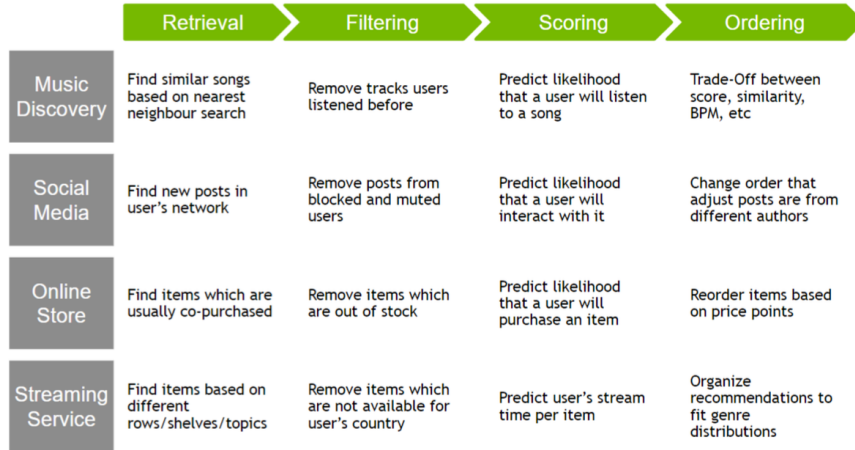 Retrieval
Filtering
Scoring
Ordering
Music
Discovery
Find similar songs
based on nearest
neighbour search
Remove tracks users
listened before
Predict likelihood
that a user will listen
to a song
Trade-Off between
score, similarity,
BPM, etc
Social
Media
Find new posts in
user's network
Remove posts from
blocked and muted
users
Predict likelihood
that a user will
interact with it
Change order that
adjust posts are from
different authors
Online
Store
Find items which are
usually co-purchased
Remove items which
are out of stock
Predict likelihood
that a user will
purchase an item
Reorder items based
on price points
Streaming
Service
Find items based on
different
rows/shelves/topics
Remove items which
are not available for
user's country
Predict user's stream
time per item
Organize
recommendations to
fit genre
distributions